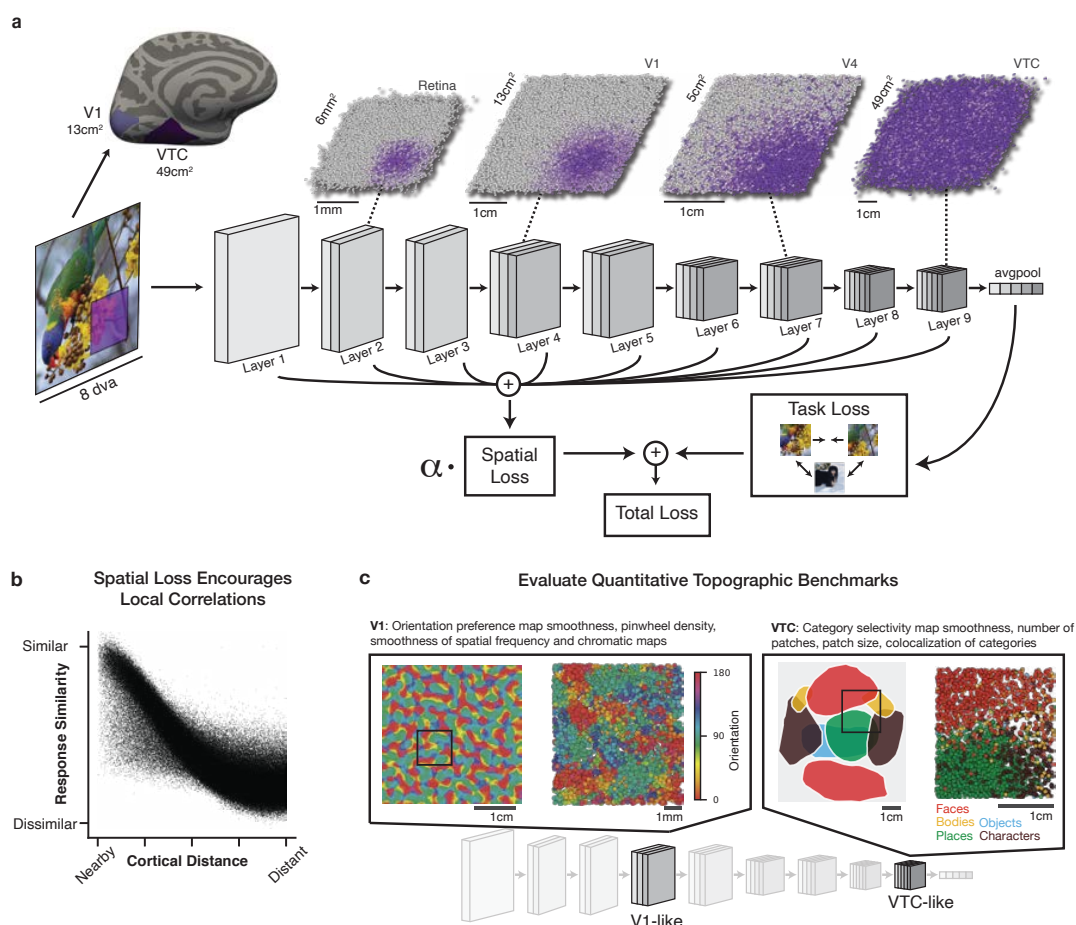 a
V1
13cm²
VTC
49cm²
8 dva
Retina
6mm²
1mm
V1
13cm²
1cm
V4
5cm²
1cm
VTC
49cm²
1cm
Layer 1
Layer 2
Layer 3
Layer 4
Layer 5
Layer 6
Layer 7
Layer 8
Layer 9
avgpool
+
α·
Spatial
Loss
+
Total Loss
Task Loss
b
Spatial Loss Encourages
Local Correlations
Response Similarity
Similar
Dissimilar
Nearby
Cortical Distance
Distant
c
Evaluate Quantitative Topographic Benchmarks
V1: Orientation preference map smoothness, pinwheel density,
smoothness of spatial frequency and chromatic maps
1cm
1mm
180
90
0
Orientation
VTC: Category selectivity map smoothness, number of
patches, patch size, colocalization of categories
1cm
Faces
Bodies Objects
Places Characters
1cm
V1-like
VTC-like